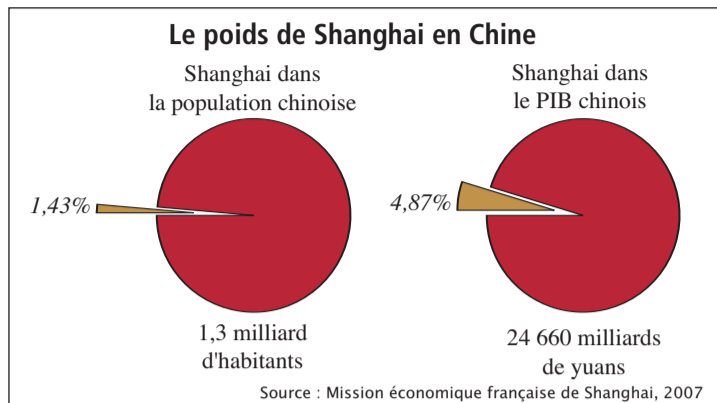 Le poids de Shanghai en Chine
Shanghai dans
la population chinoise
1,43%
1,3 milliard
d'habitants
Shanghai dans
le PIB chinois
4,87%
24 660 milliards
de yuans
Source : Mission économique française de Shanghai, 2007